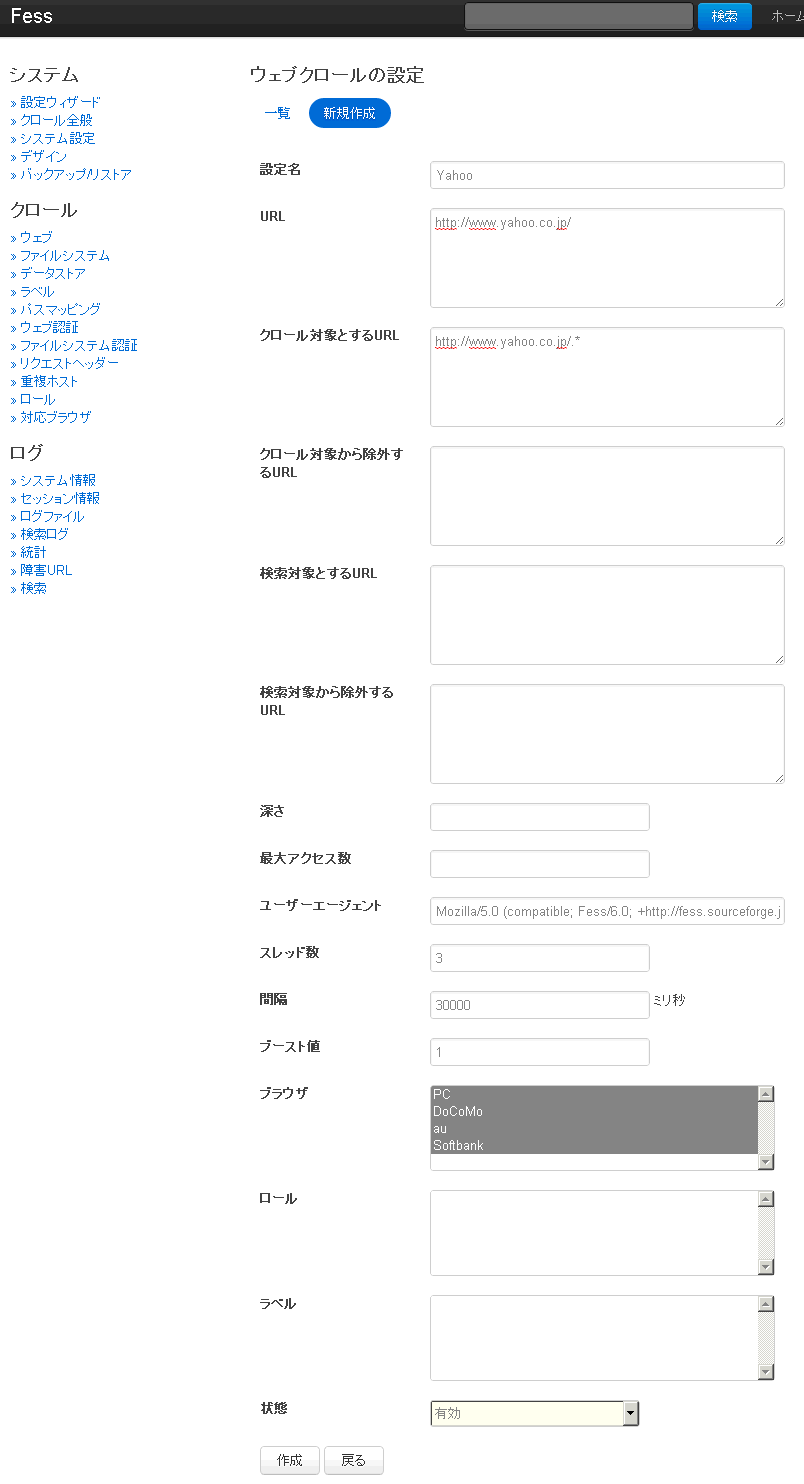 Fess
検索
ホーム
システム
» 設定ウィザード
» クロール全般
» システム設定
» デザイン
» バックアップ/リストア
クロール
» ウェブ
» ファイルシステム
» データストア
» ラベル
» パスマッピング
» ウェブ認証
» ファイルシステム認証
» リクエストヘッダー
» 重複ホスト
» ロール
» 対応ブラウザ
ログ
» システム情報
» セッション情報
» ログファイル
» 検索ログ
» 統計
» 障害URL
» 検索
ウェブクロールの設定
一覧
新規作成
設定名
Yahoo
URL
http://www.yahoo.co.jp/
クロール対象とするURL
http://www.yahoo.co.jp/.*
クロール対象から除外す
るURL
検索対象とするURL
検索対象から除外する
URL
深さ
最大アクセス数
ユーザーエージェント
Mozilla/5.0 (compatible; Fess/6.0; +http://fess.sourceforge.j
スレッド数
3
間隔
30000 ミリ秒
ブースト値
1
ブラウザ
PC
DoCoMo
au
Softbank
ロール
ラベル
状態
有効
作成
戻る